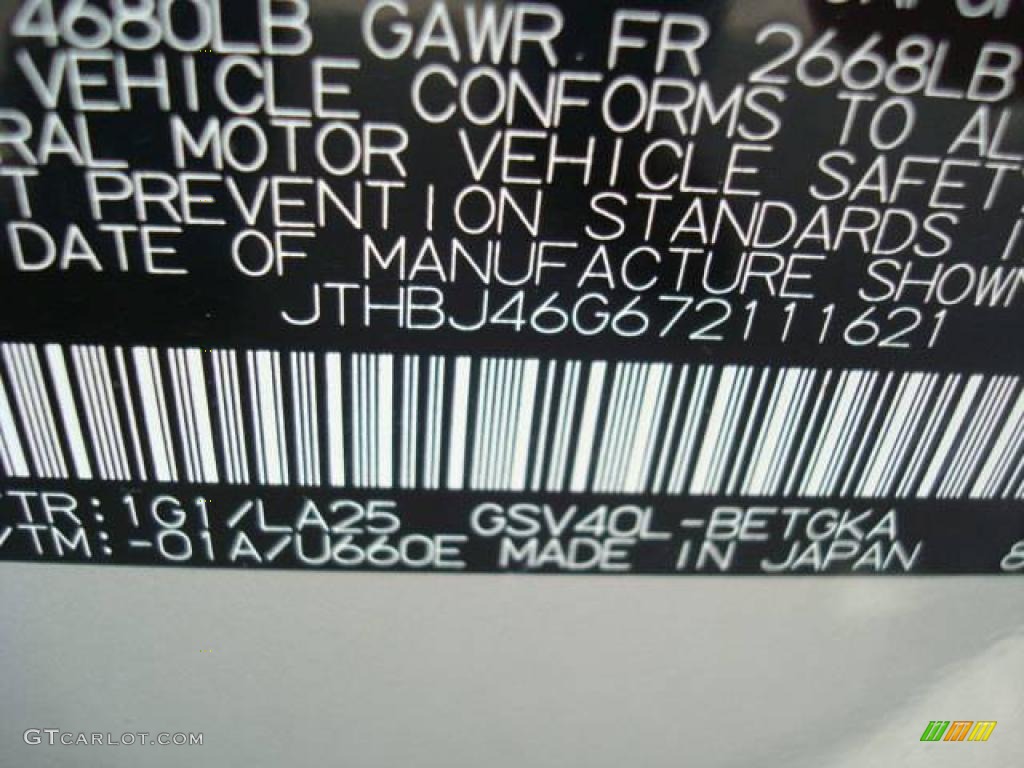 4680LB GAWR FR 2668LB
VEHICLE CONFORMS TO AL
RAL MOTOR VEHICLE SAFET
T PREVENTION STANDARDS I
DATE OF MANUFACTURE SHOWN
JTHBJ46G672111621
TR: 1G1/LA25 GSV40L-BETGKA
/TM:-01A/U660E MADE IN JAPAN 8
GTCARLOT.COM